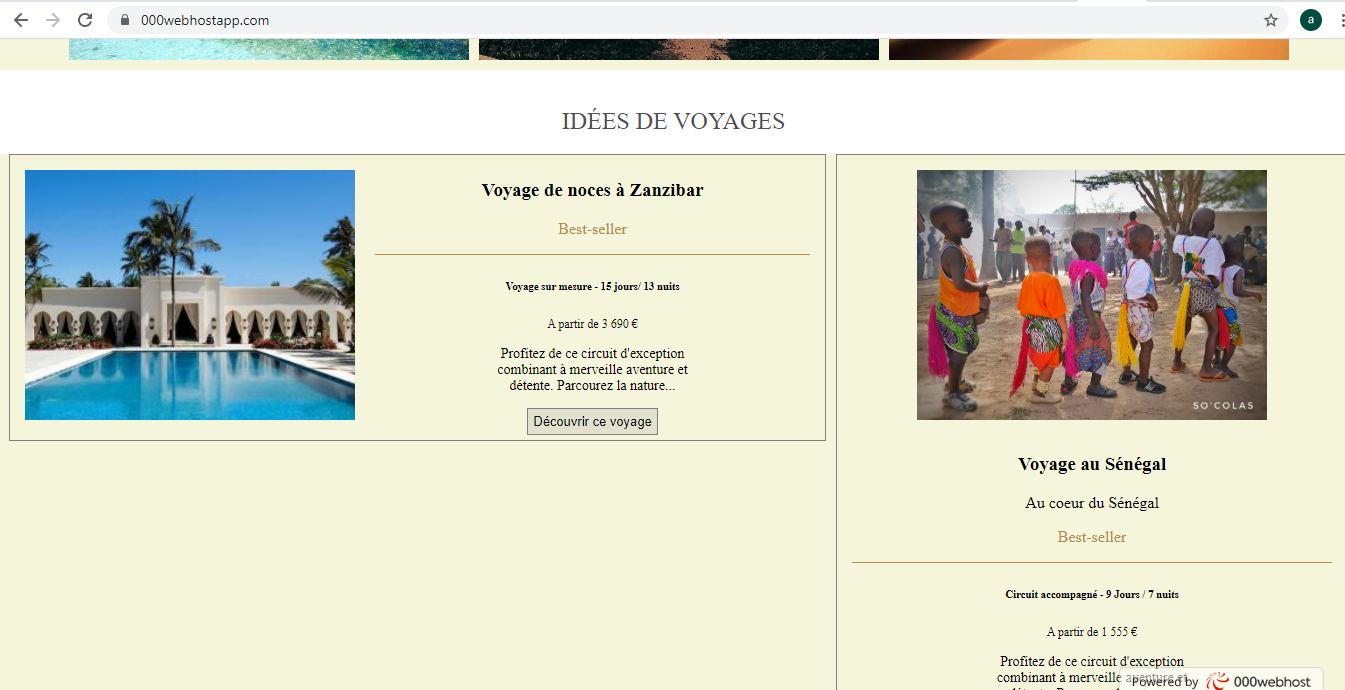 000webhostapp.com
a
IDÉES DE VOYAGES
Voyage de noces à Zanzibar
Best-seller
Voyage sur mesure - 15 jours/ 13 nuits
A partir de 3 690 €
Profitez de ce circuit d'exception
combinant à merveille aventure et
détente. Parcourez la nature...
Découvrir ce voyage
SO'COLAS
Voyage au Sénégal
Au coeur du Sénégal
Best-seller
Circuit accompagné - 9 Jours / 7 nuits
A partir de 1 555 €
Profitez de ce circuit d'exception
combinant à merveille aventure et
Powered by 000webhost